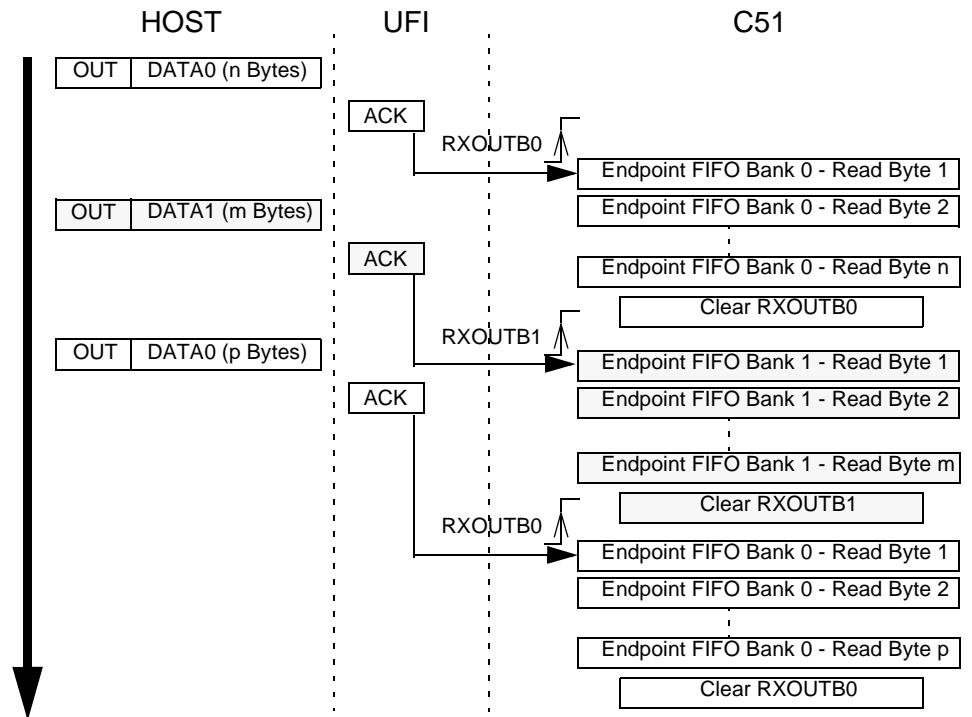 HOST UFI C51
OUT DATA0 (n Bytes)
ACK
RXOUTB0
Endpoint FIFO Bank 0 - Read Byte 1
OUT DATA1 (m Bytes)
Endpoint FIFO Bank 0 - Read Byte 2
ACK
Endpoint FIFO Bank 0 - Read Byte n
Clear RXOUTB0
RXOUTB1
OUT DATA0 (p Bytes)
Endpoint FIFO Bank 1 - Read Byte 1
ACK
Endpoint FIFO Bank 1 - Read Byte 2
Endpoint FIFO Bank 1 - Read Byte m
Clear RXOUTB1
RXOUTB0
Endpoint FIFO Bank 0 - Read Byte 1
Endpoint FIFO Bank 0 - Read Byte 2
Endpoint FIFO Bank 0 - Read Byte p
Clear RXOUTB0